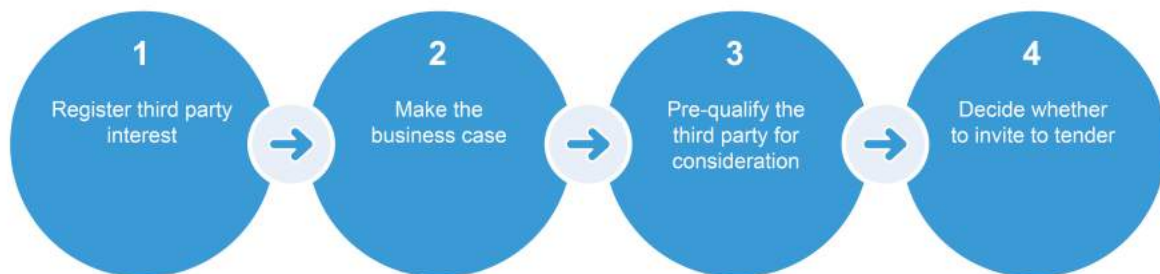 1
Register third party
interest
2
Make the
business case
3
Pre-qualify the
third party for
consideration
4
Decide whether
to invite to tender